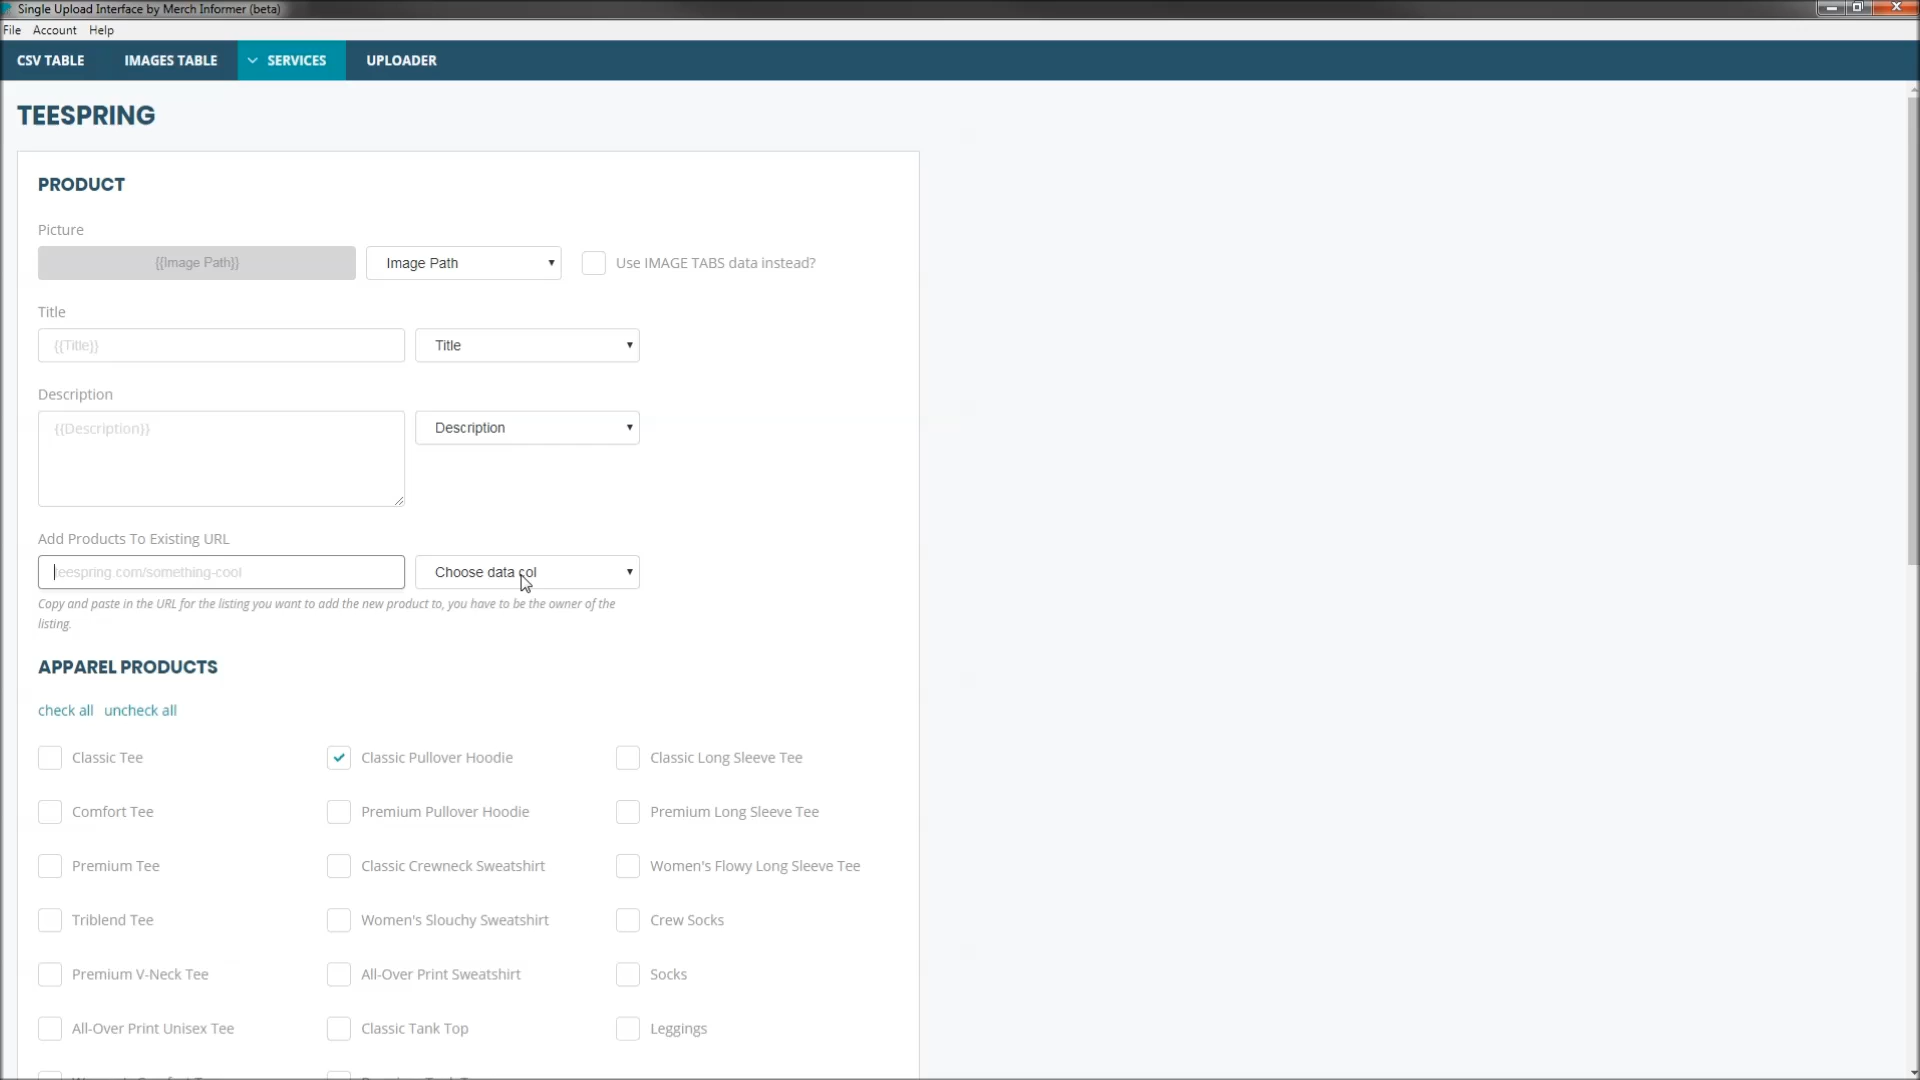 Single Upload Interface by Merch Informer (beta)
File Account Help
CSV TABLE IMAGES TABLE SERVICES UPLOADER
TEESPRING
PRODUCT
Picture
{{Image Path}} Image Path Use IMAGE TABS data instead?
Title
{{Title}} Title
Description
{{Description}} Description
Add Products To Existing URL
teespring.com/something-cool Choose data col
Copy and paste in the URL for the listing you want to add the new product to, you have to be the owner of the
listing.
APPAREL PRODUCTS
check all uncheck all
Classic Tee Classic Pullover Hoodie Classic Long Sleeve Tee
Comfort Tee Premium Pullover Hoodie Premium Long Sleeve Tee
Premium Tee Classic Crewneck Sweatshirt Women's Flowy Long Sleeve Tee
Triblend Tee Women's Slouchy Sweatshirt Crew Socks
Premium V-Neck Tee All-Over Print Sweatshirt Socks
All-Over Print Unisex Tee Classic Tank Top Leggings